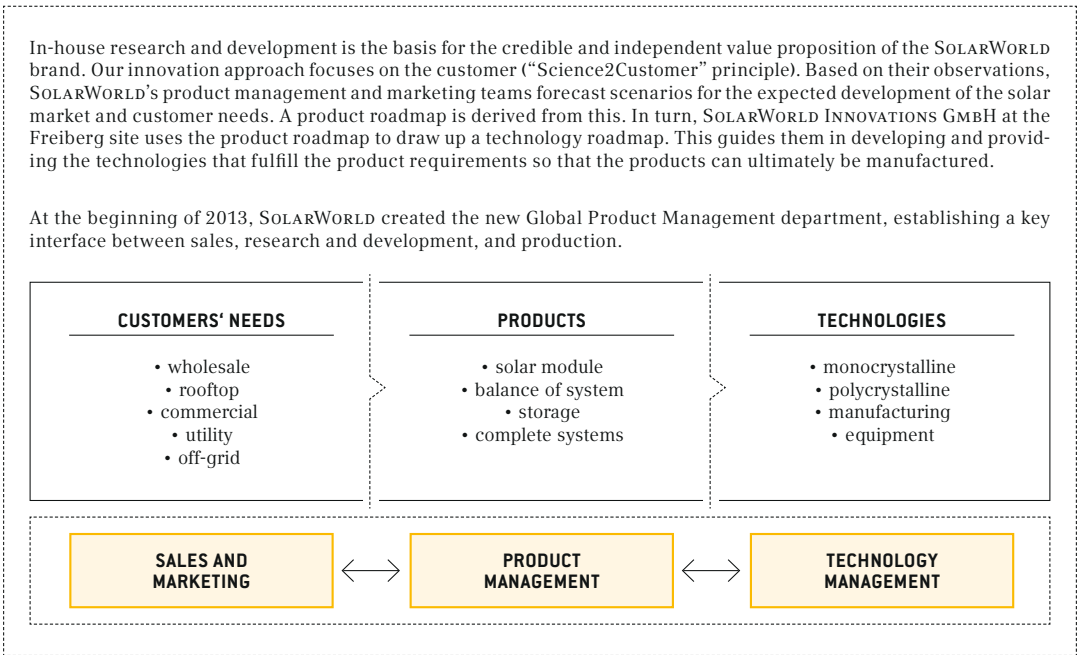 In-house research and development is the basis for the credible and independent value proposition of the SOLARWORLD
brand. Our innovation approach focuses on the customer (“Science2Customer” principle). Based on their observations,
SOLARWORLD's product management and marketing teams forecast scenarios for the expected development of the solar
market and customer needs. A product roadmap is derived from this. In turn, SOLARWORLD INNOVATIONS GMBH at the
Freiberg site uses the product roadmap to draw up a technology roadmap. This guides them in developing and provid-
ing the technologies that fulfill the product requirements so that the products can ultimately be manufactured.
At the beginning of 2013, SOLARWORLD created the new Global Product Management department, establishing a key
interface between sales, research and development, and production.
CUSTOMERS‘ NEEDS
• wholesale
• rooftop
• commercial
• utility
• off-grid
PRODUCTS
• solar module
• balance of system
• storage
• complete systems
TECHNOLOGIES
• monocrystalline
• polycrystalline
• manufacturing
• equipment
SALES AND
MARKETING
PRODUCT
MANAGEMENT
TECHNOLOGY
MANAGEMENT